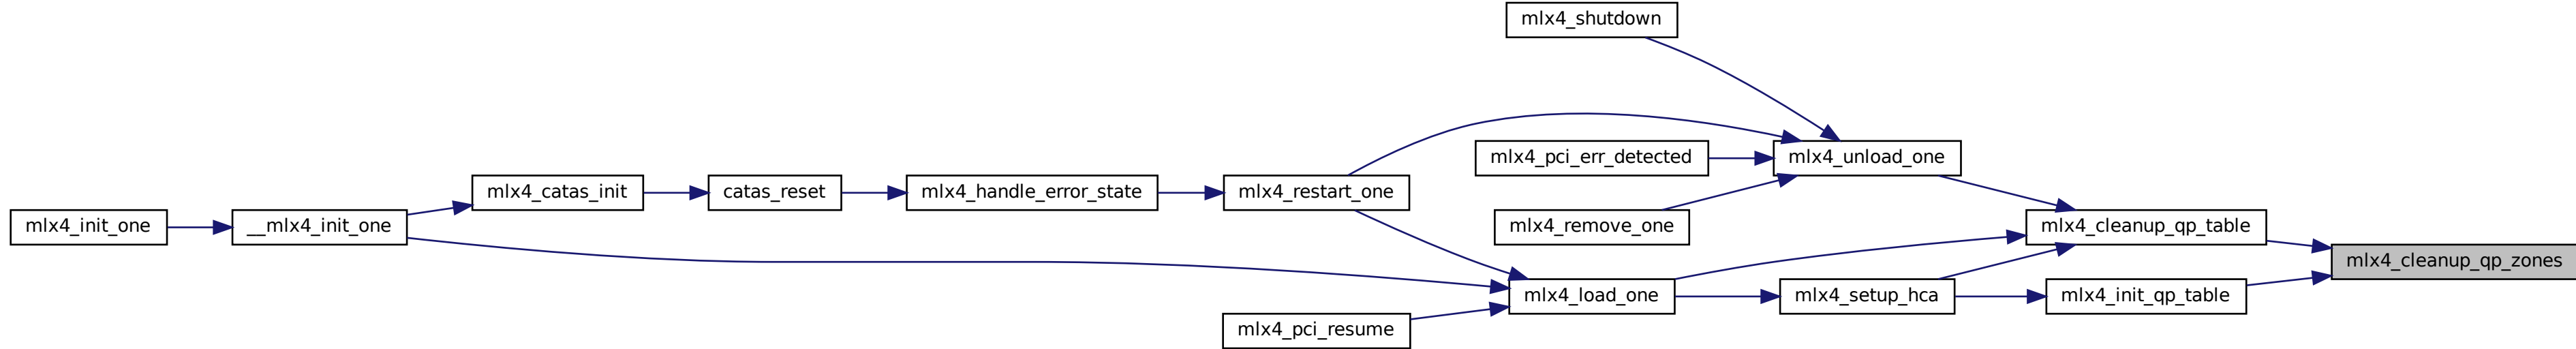 mlx4_shutdown
mlx4_pci_err_detected
mlx4_unload_one
mlx4_catas_init
catas_reset
mlx4_handle_error_state
mlx4_restart_one
mlx4_init_one
__mlx4_init_one
mlx4_remove_one
mlx4_cleanup_qp_table
mlx4_cleanup_qp_zones
mlx4_load_one
mlx4_setup_hca
mlx4_init_qp_table
mlx4_pci_resume